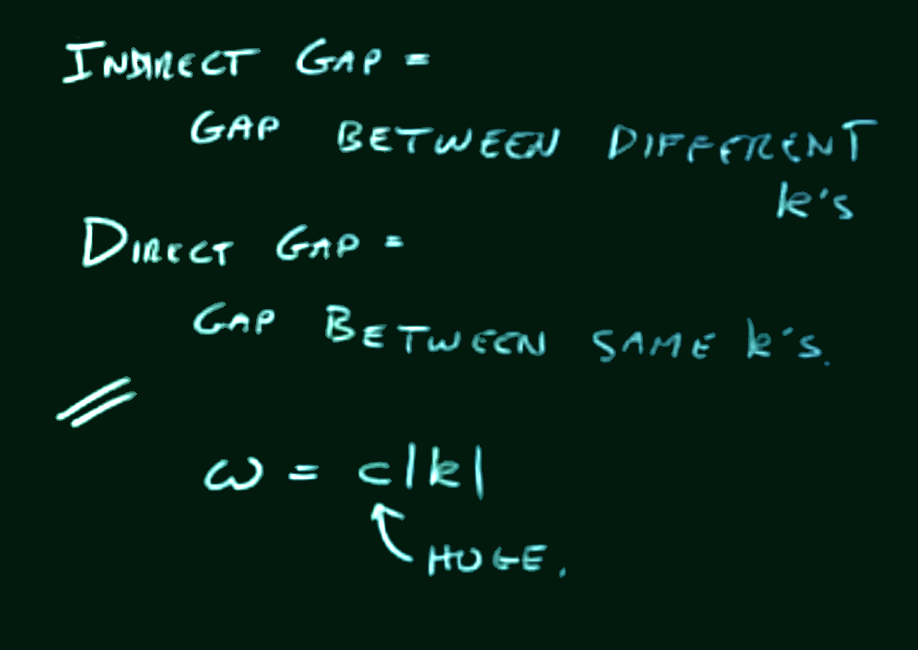 INDIRECT GAP =
GAP BETWEEN DIFFERENT
k's
DIRECT GAP =
GAP BETWEEN SAME k's.
ω = c|k|
HUGE.